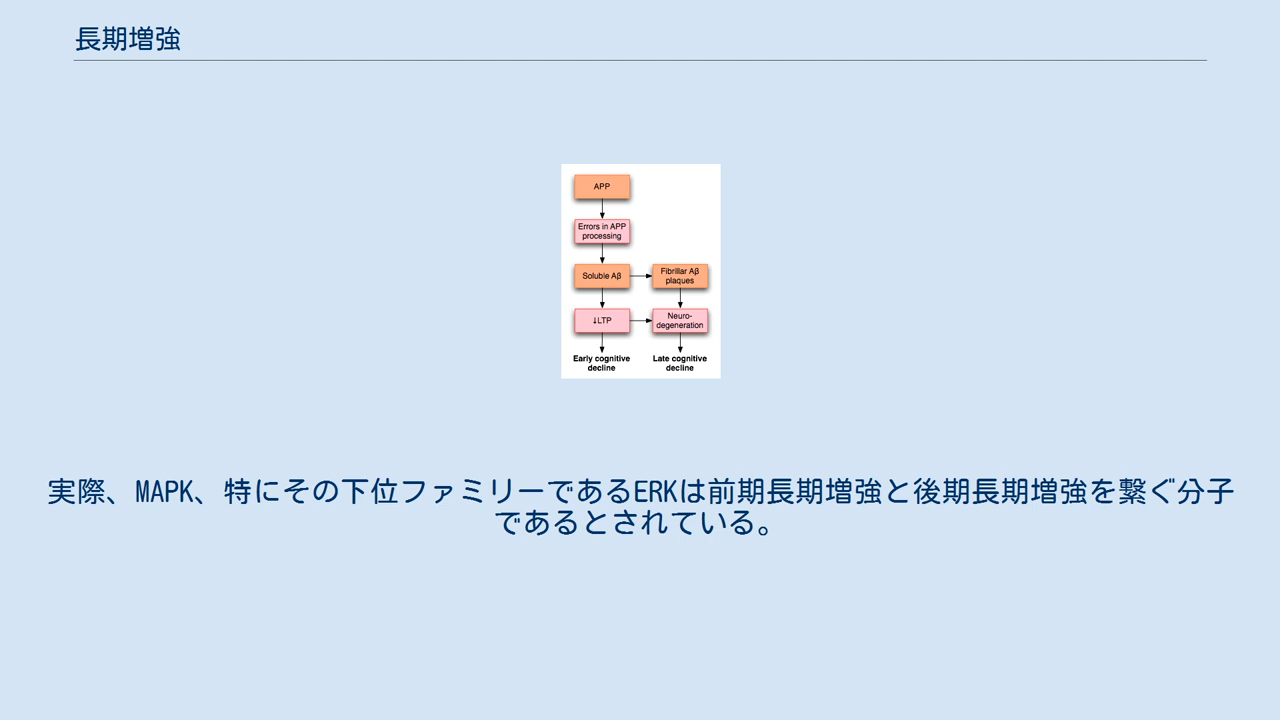 長期増強
APP
Errors in APP
processing
Soluble Aβ
Fibrillar Aβ
plaques
↓LTP
Neuro-
degeneration
Early cognitive
decline
Late cognitive
decline
実際、MAPK、特にその下位ファミリーであるERKは前期長期増強と後期長期増強を繋ぐ分子
であるとされている。